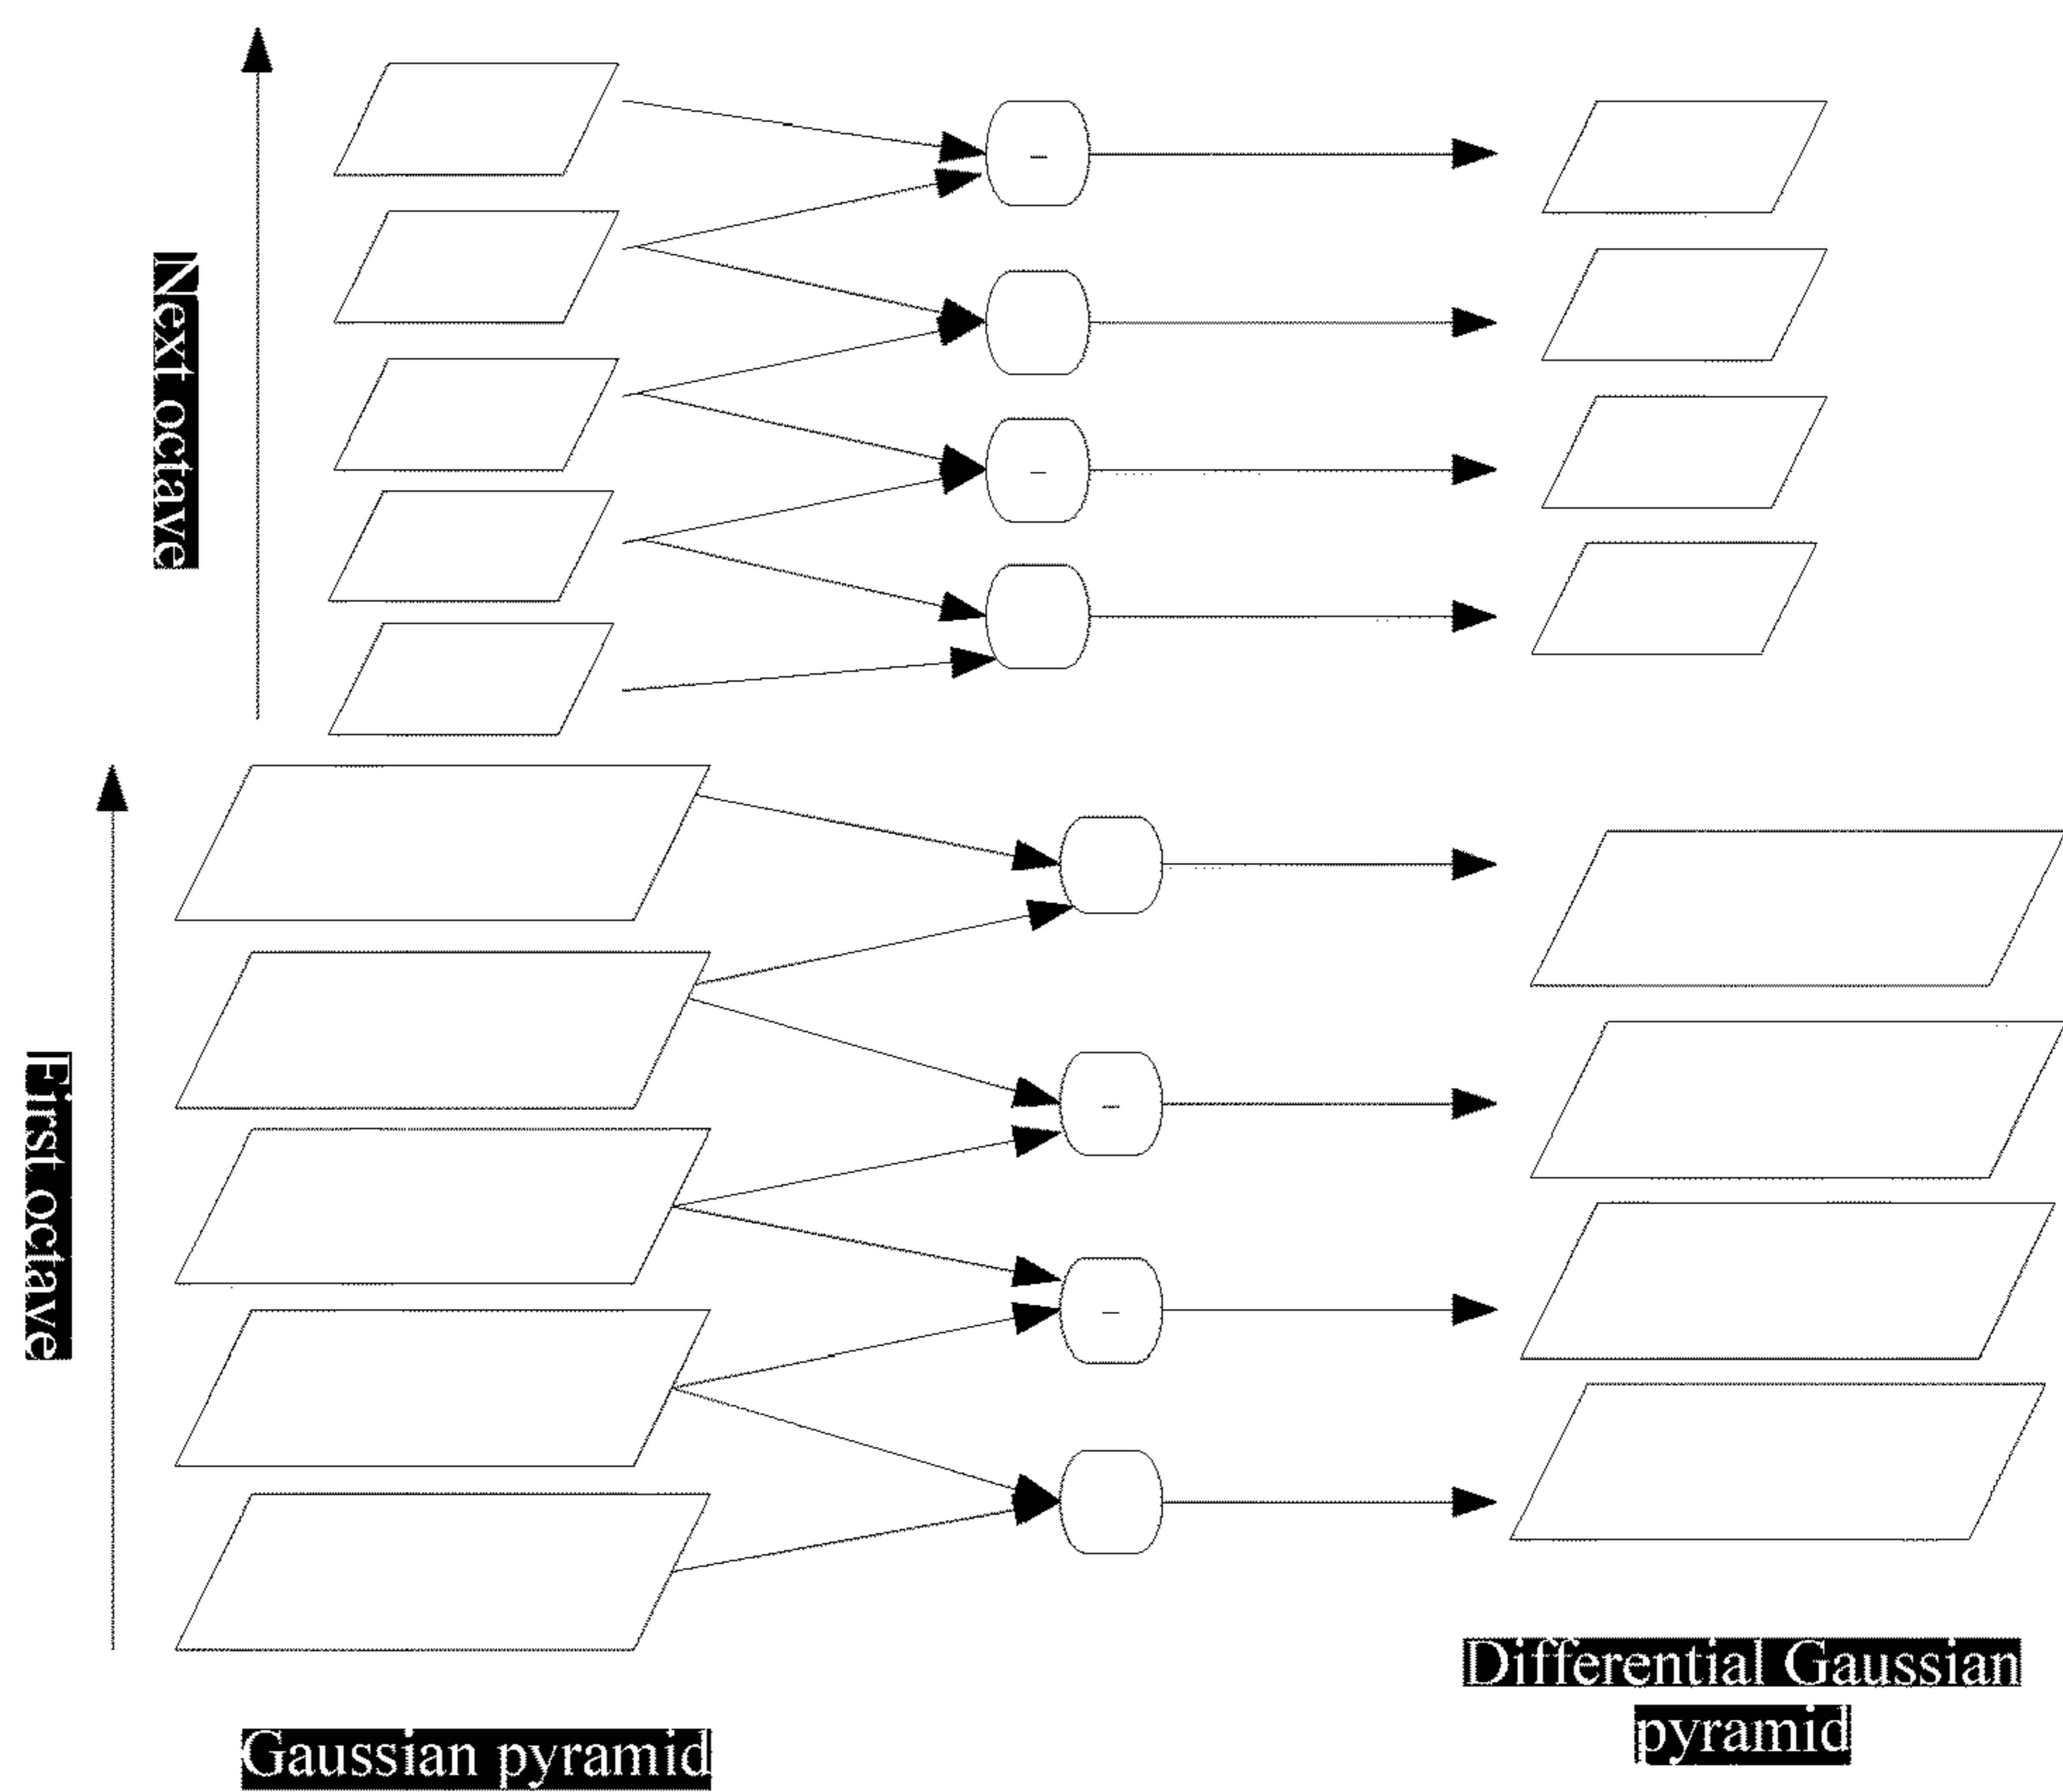 Next octave
–
–
First octave
–
–
Differential Gaussian
pyramid
Gaussian pyramid